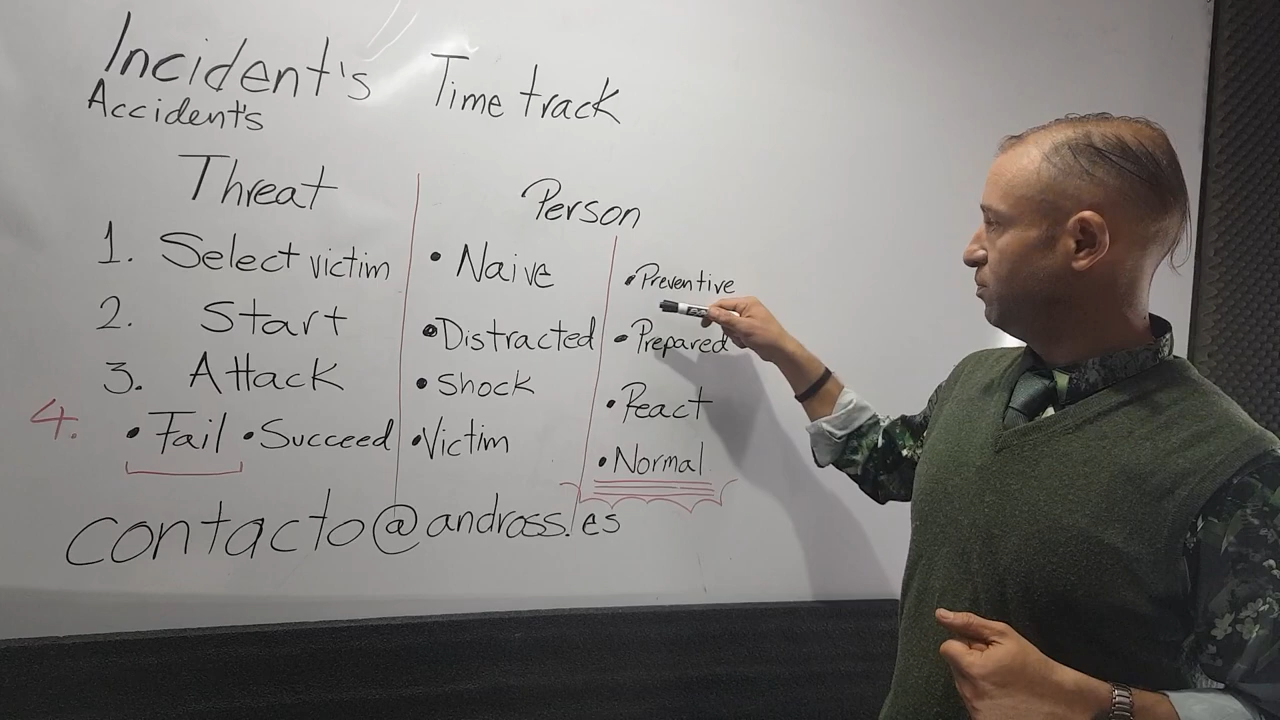 Incident's Time track
Accident's
Threat Person
1. Select victim • Naive • Preventive
2. Start • Distracted • Prepared
3. Attack • Shock • React
4. • Fail • Succeed • Victim • Normal
contacto@andross.es